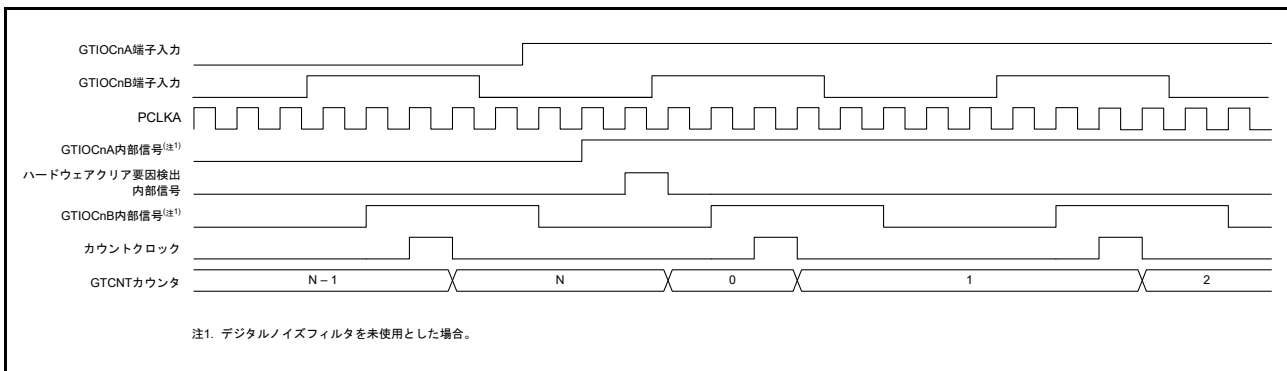 GTIOCnA端子入力
GTIOCnB端子入力
PCLKA
GTIOCnA内部信号(注1)
ハードウェアクリア要因検出
内部信号
GTIOCnB内部信号(注1)
カウントクロック
GTCNTカウンタ
N – 1 N 0 1 2
注1. デジタルノイズフィルタを未使用とした場合。